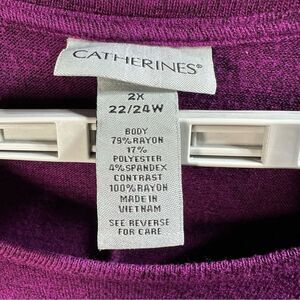 CATHERINES®
2X
22/24W
BODY
79% RAYON
17%
POLYESTER
4% SPANDEX
CONTRAST
100% RAYON
MADE IN
VIETNAM
SEE REVERSE
FOR CARE